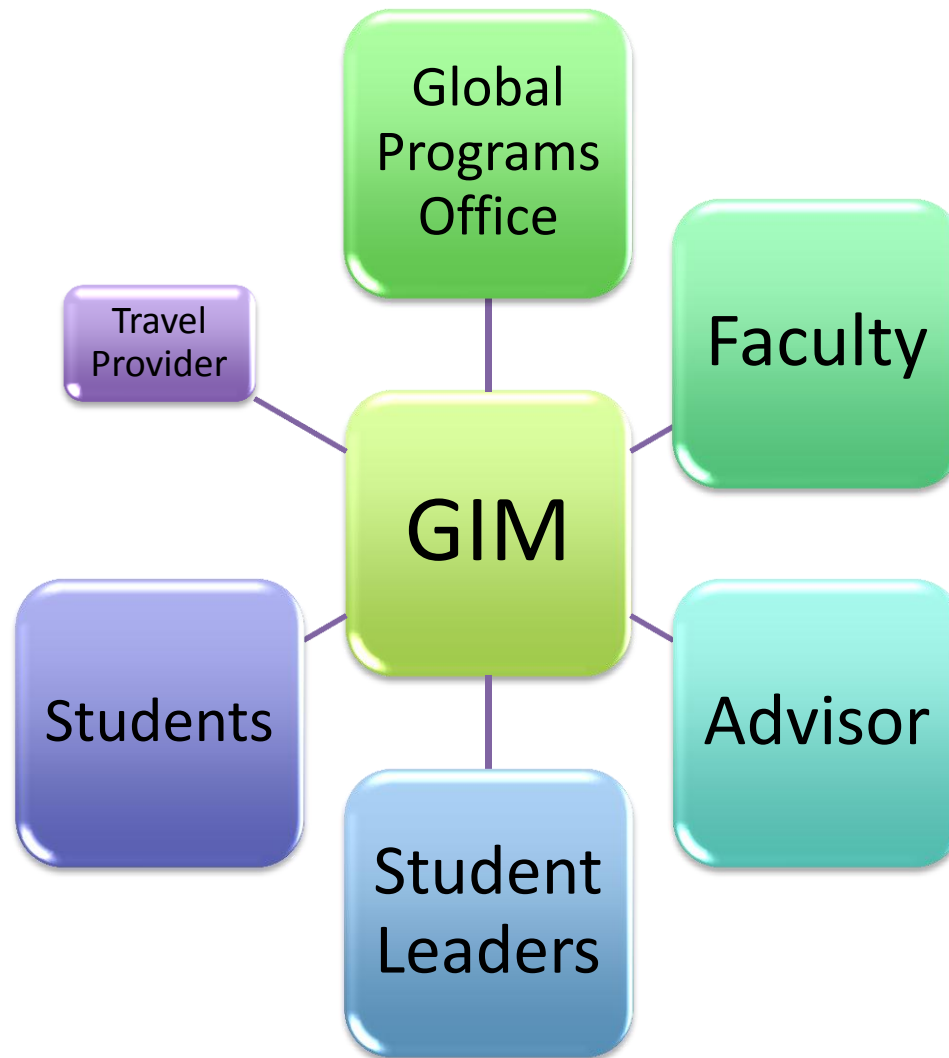 Global
Programs
Office
Faculty
Travel
Provider
GIM
Students
Advisor
Student
Leaders